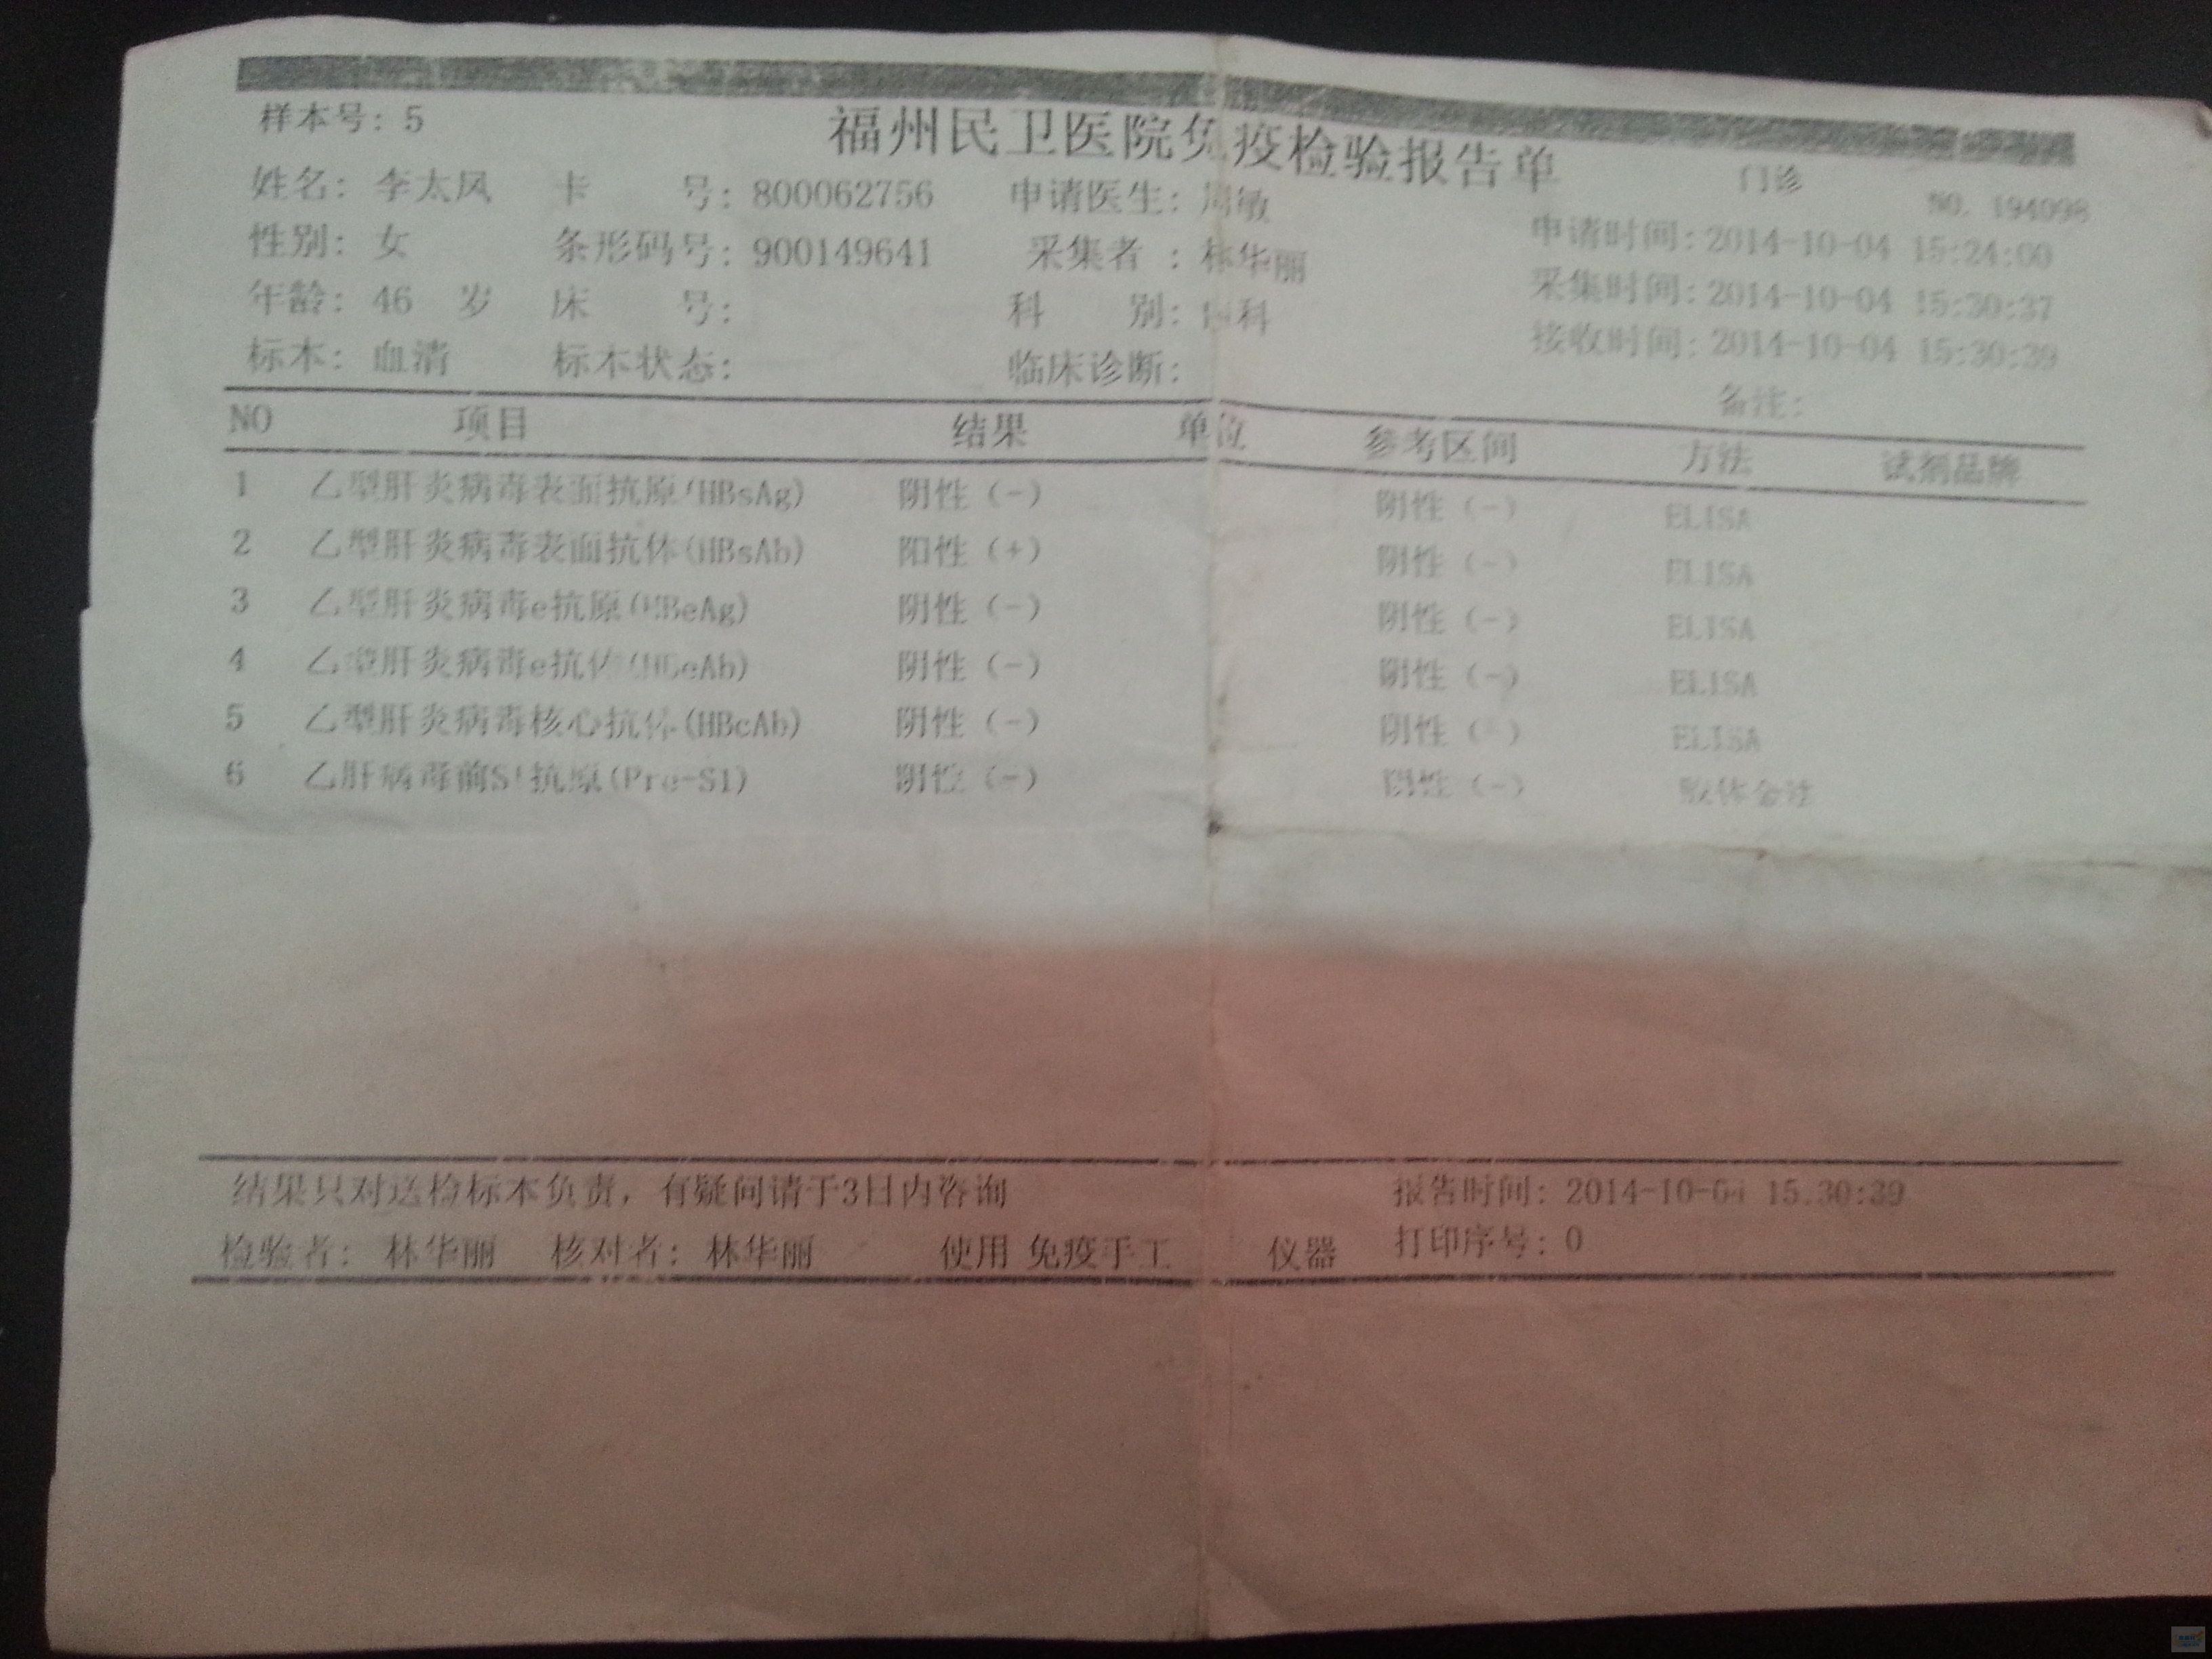 样本号: 5
福州民卫医院免疫检验报告单
门诊
NO. 194098
姓名: 李太凤 卡 号: 800062756 申请医生: 周敏 申请时间: 2014-10-04 15:24:00
性别: 女 条形码号: 900149641 采集者 : 林华丽 采集时间: 2014-10-04 15:30:37
年龄: 46 岁 床 号: 科 别: 内科 接收时间: 2014-10-04 15:30:39
标本: 血清 标本状态: 临床诊断: 备注:
NO 项目 结果 单位 参考区间 方法 试剂品牌
1 乙型肝炎病毒表面抗原(HBsAg) 阴性 (-) 阴性 (-) ELISA
2 乙型肝炎病毒表面抗体(HBsAb) 阳性 (+) 阴性 (-) ELISA
3 乙型肝炎病毒e抗原(HBeAg) 阴性 (-) 阴性 (-) ELISA
4 乙型肝炎病毒e抗体(HBeAb) 阴性 (-) 阴性 (-) ELISA
5 乙型肝炎病毒核心抗体(HBcAb) 阴性 (-) 阴性 (-) ELISA
6 乙肝病毒前S1抗原(Pre-S1) 阴性 (-) 阴性 (-) 胶体金法
结果只对送检标本负责，有疑问请于3日内咨询 报告时间: 2014-10-04 15:30:39
检验者: 林华丽 核对者: 林华丽 使用 免疫手工 仪器 打印序号: 0